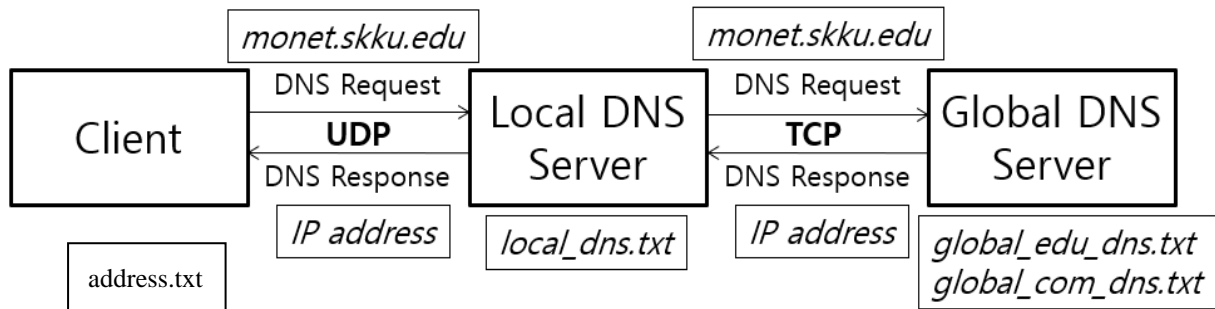 monet.skku.edu
monet.skku.edu
Client
DNS Request
UDP
DNS Response
Local DNS
Server
DNS Request
TCP
DNS Response
Global DNS
Server
IP address
local_dns.txt
IP address
global_edu_dns.txt
global_com_dns.txt
address.txt